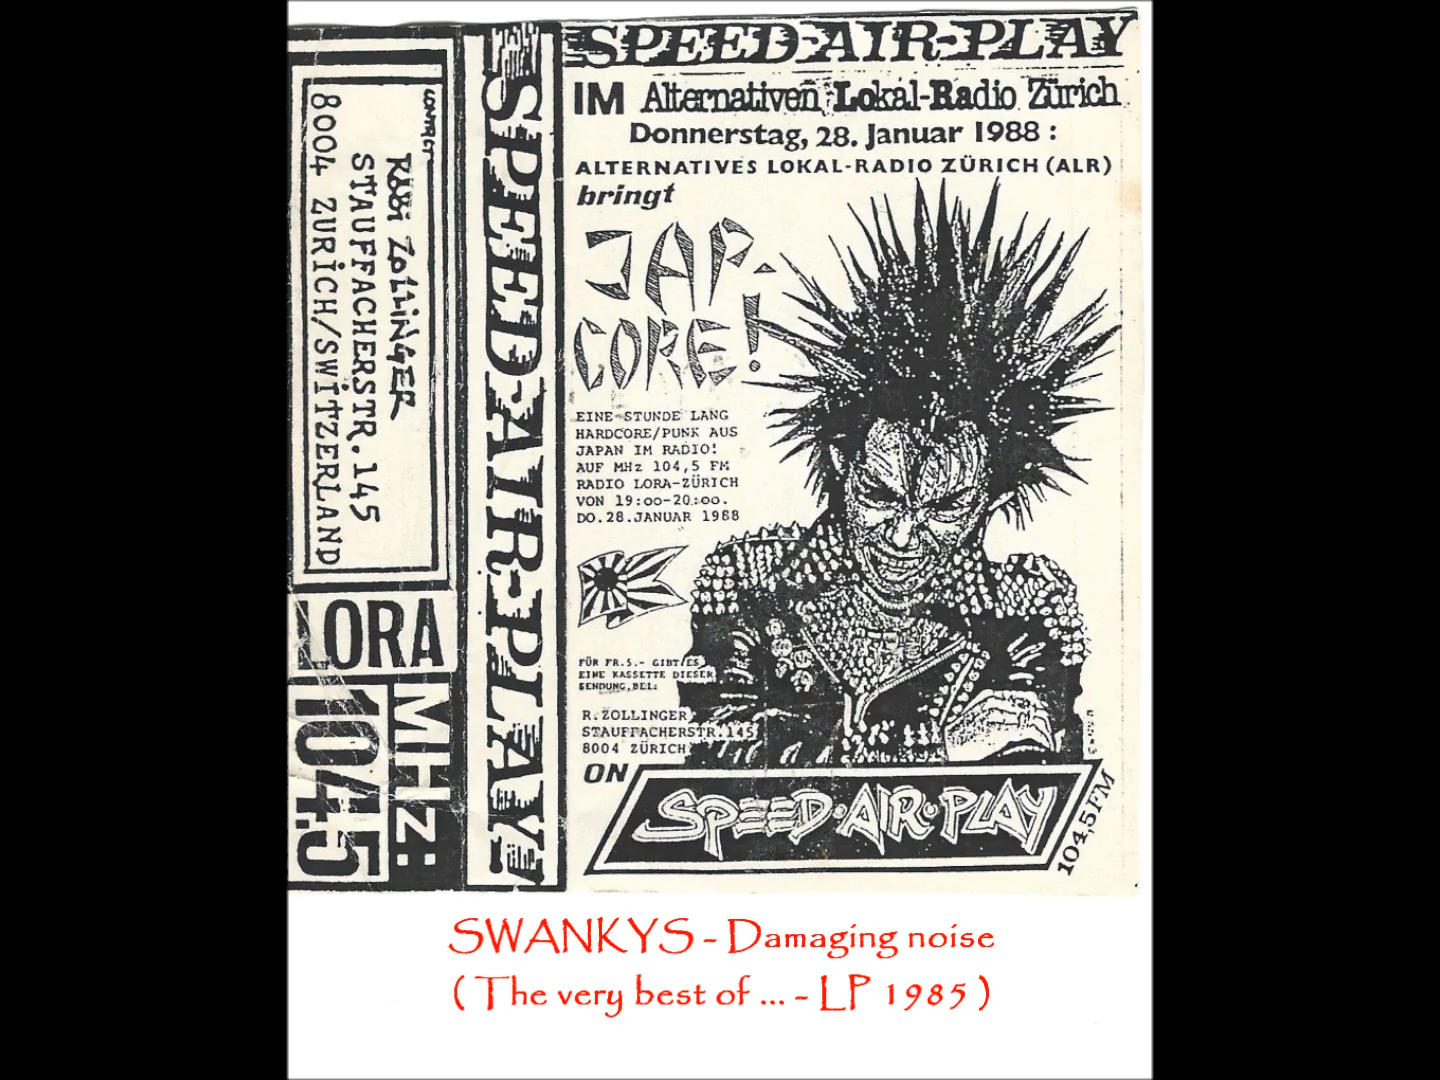 CONTACT
RÄBI ZOLLiNGER
STAUFFACHERSTR.145
8004 ZÜRiCH/SWiTZERLAND
LORA
MHz:
104,5
SPEED-AIR-PLAY!
SPEED-AIR-PLAY
IM Alternativen Lokal-Radio Zürich
Donnerstag, 28. Januar 1988 :
ALTERNATIVES LOKAL-RADIO ZÜRICH (ALR)
bringt
JAP-
CORE!
EINE STUNDE LANG
HARDCORE/PUNK AUS
JAPAN IM RADIO!
AUF MHz 104,5 FM
RADIO LORA-ZÜRICH
VON 19:00-20:00.
DO.28.JANUAR 1988
FÜR FR.5.- GIBT ES
EINE KASSETTE DIESER
SENDUNG,BEI:
R.ZOLLINGER
STAUFFACHERSTR.145
8004 ZÜRICH
ON
SPEED·AIR·PLAY
104,5 FM
SWANKYS - Damaging noise
( The very best of ... - LP 1985 )